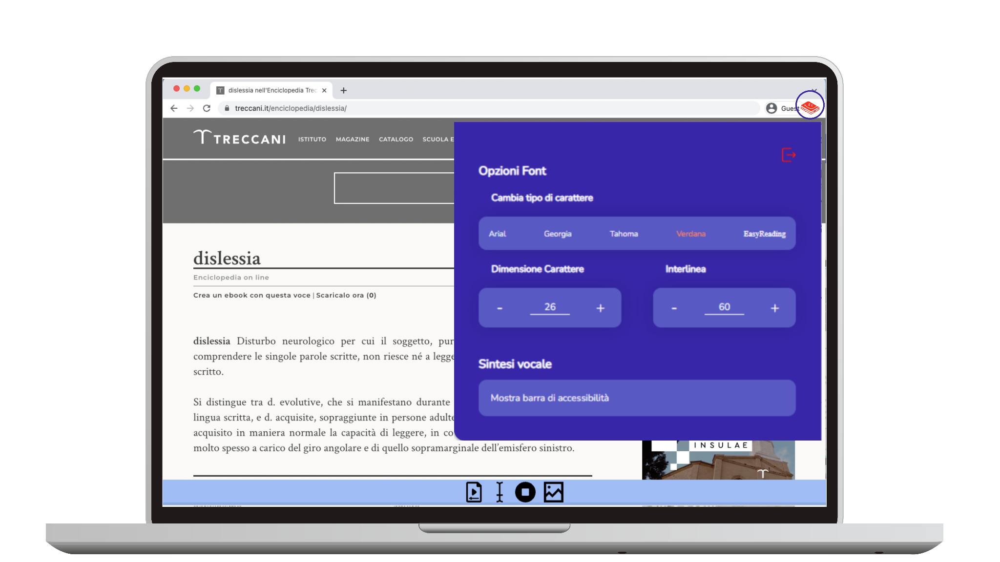 dislessia nell'Enciclopedia Trec
treccani.it/enciclopedia/dislessia/
Guest
TRECCANI
ISTITUTO MAGAZINE CATALOGO SCUOLA E
dislessia
Enciclopedia on line
Crea un ebook con questa voce | Scaricalo ora (0)
dislessia Disturbo neurologico per cui il soggetto, pur
comprendere le singole parole scritte, non riesce né a legge
scritto.
Si distingue tra d. evolutive, che si manifestano durante
lingua scritta, e d. acquisite, sopraggiunte in persone adulte
acquisito in maniera normale la capacità di leggere, in co
molto spesso a carico del giro angolare e di quello sopramarginale dell'emisfero sinistro.
Opzioni Font
Cambia tipo di carattere
Arial Georgia Tahoma Verdana EasyReading
Dimensione Carattere Interlinea
- 26 + - 60 +
Sintesi vocale
Mostra barra di accessibilità
INSULAE